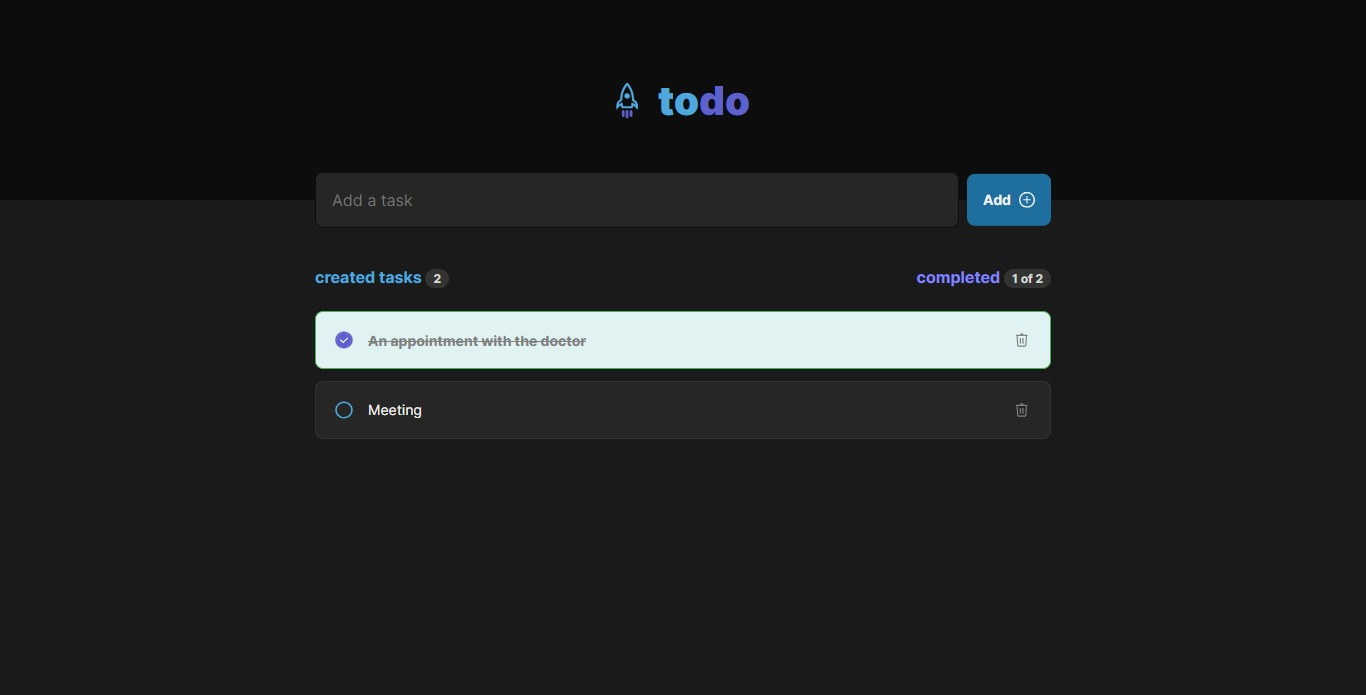 todo
Add a task
Add
created tasks 2
completed 1 of 2
An appointment with the doctor
Meeting